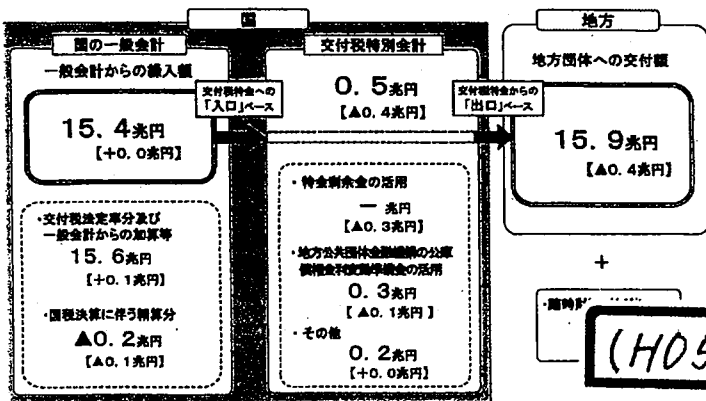 国
国の一般会計
一般会計からの繰入額
15.4兆円
【+0.0兆円】
・交付税法定率分及び
一般会計からの加算等
15.6兆円
[+0.1兆円]
・国税決算に伴う精算分
▲0.2兆円
[▲0.1兆円]
交付税特会への
「入口」ベース
交付税特別会計
0.5兆円
【▲0.4兆円】
・特会剰余金の活用
ー 兆円
[▲0.3兆円]
・地方公共団体金融機構の公庫
債権金利変動準備金の活用
0.3兆円
[▲0.1兆円]
・その他
0.2兆円
[+0.0兆円]
交付税特会からの
「出口」ベース
地方
地方団体への交付額
15.9兆円
【▲0.4兆円】
+
(H05